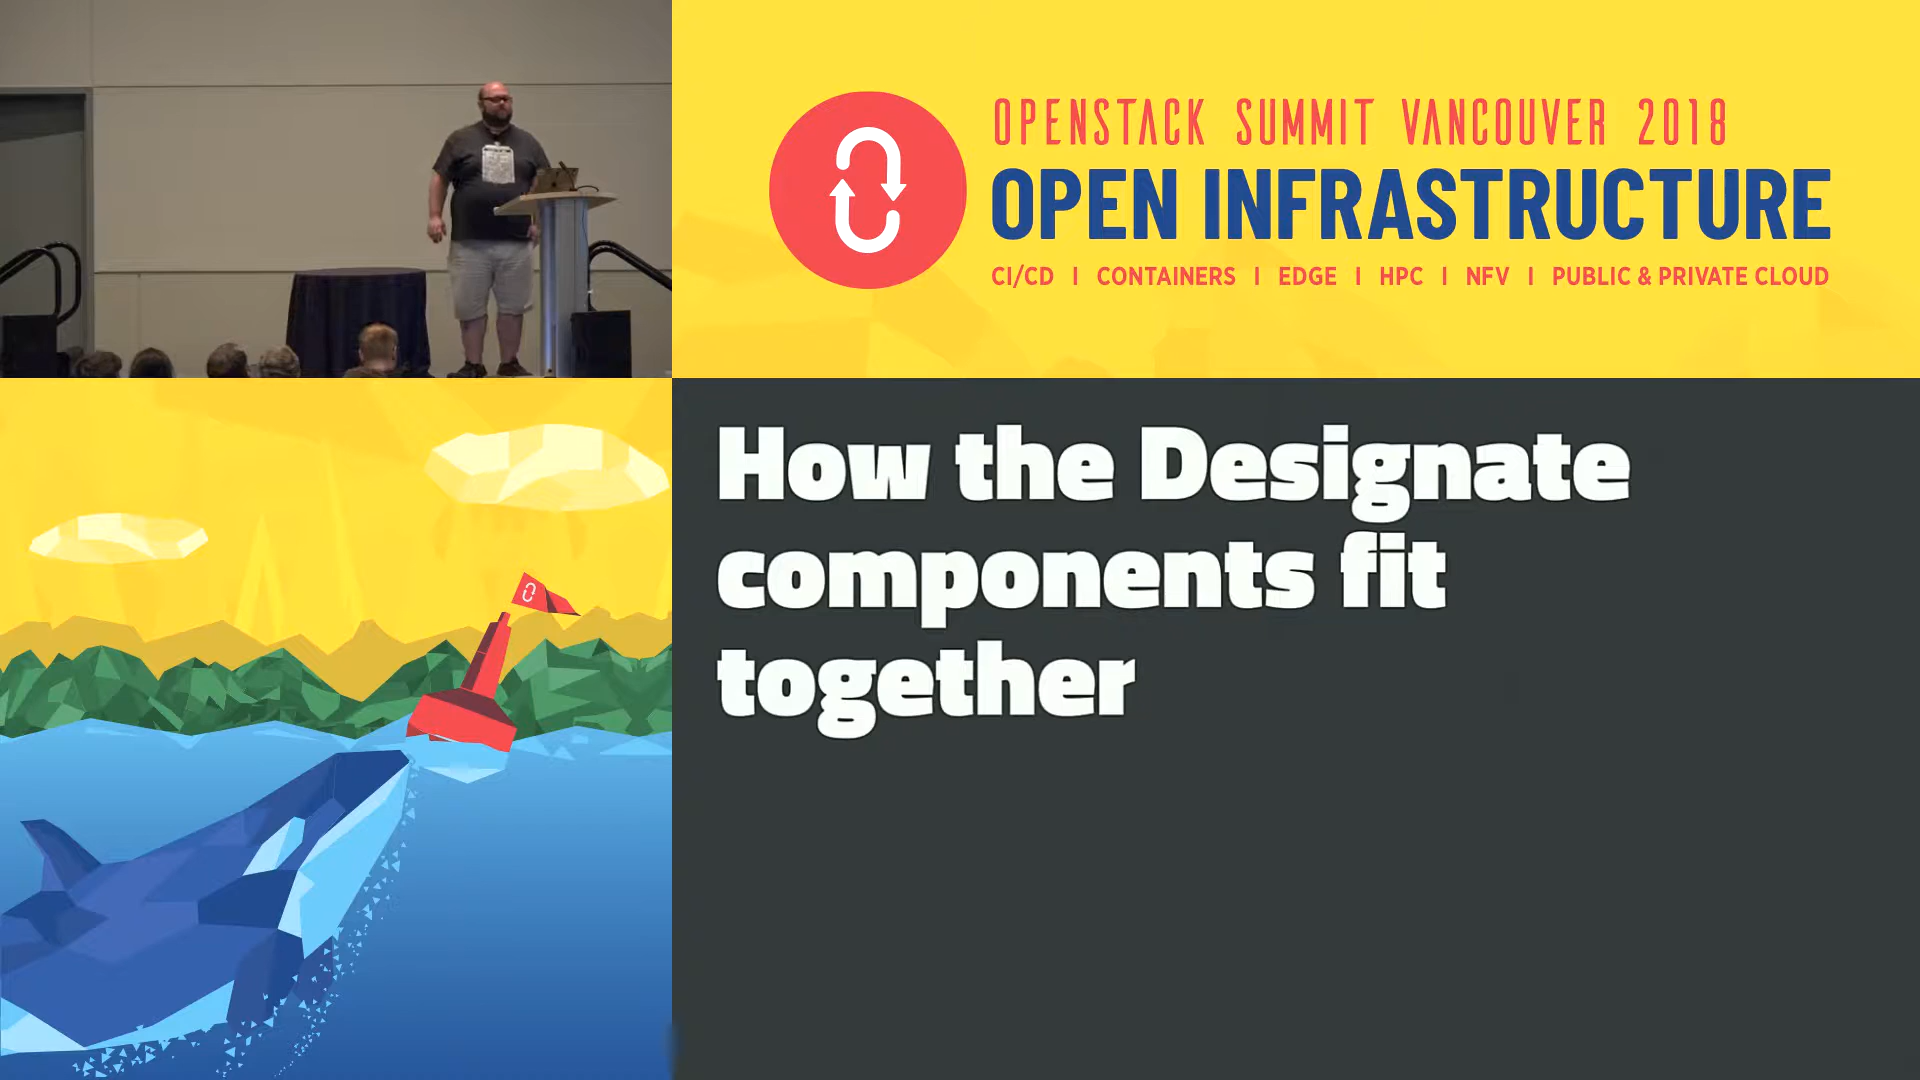 OPENSTACK SUMMIT VANCOUVER 2018
OPEN INFRASTRUCTURE
CI/CD | CONTAINERS | EDGE | HPC | NFV | PUBLIC & PRIVATE CLOUD
How the Designate
components fit
together